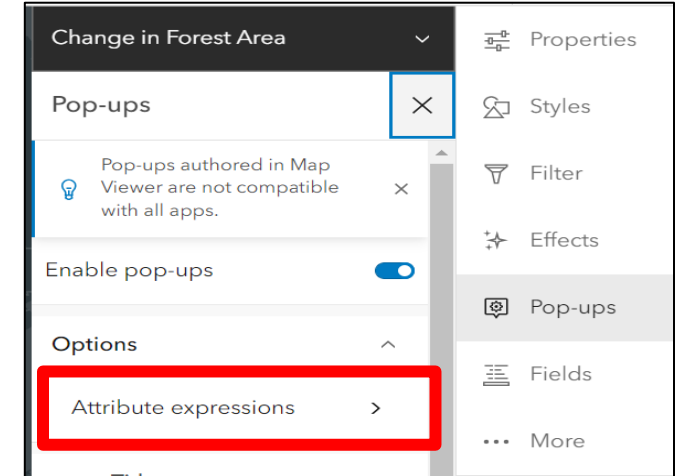 Change in Forest Area
Pop-ups
Pop-ups authored in Map
Viewer are not compatible
with all apps.
Enable pop-ups
Options
Attribute expressions
Properties
Styles
Filter
Effects
Pop-ups
Fields
More